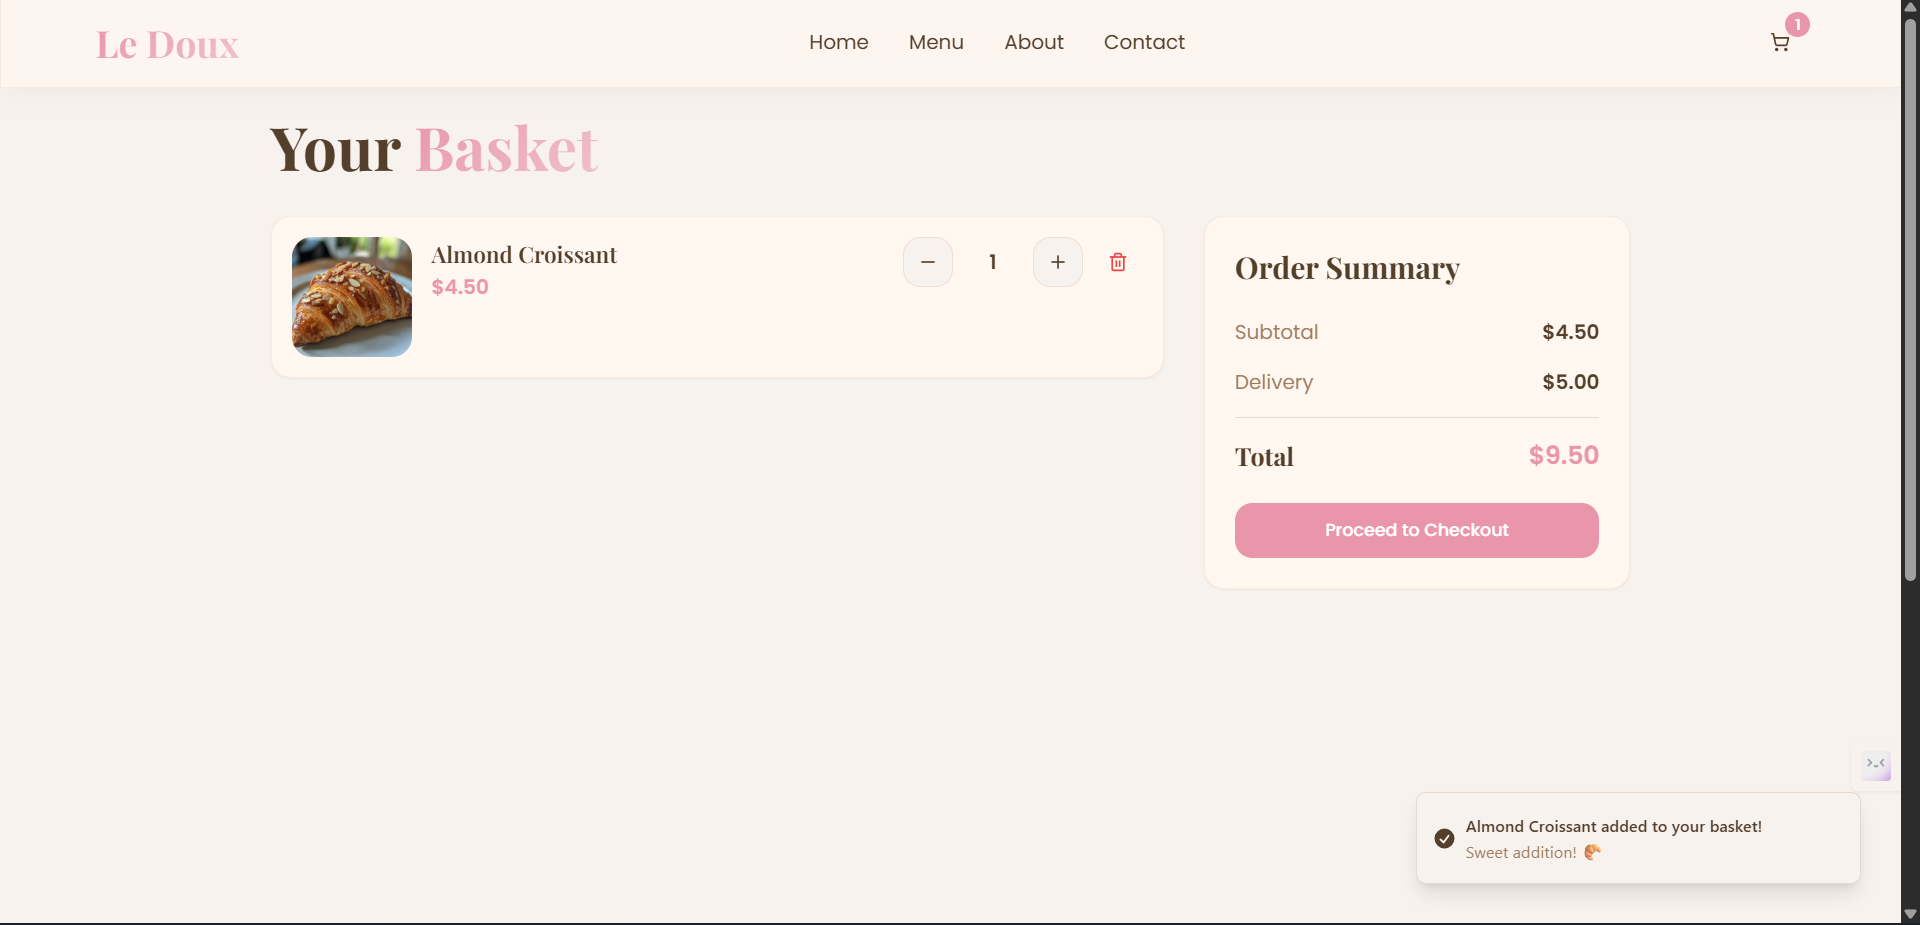 Le Doux
Home Menu About Contact
1
Your Basket
Almond Croissant
$4.50
1
Order Summary
Subtotal $4.50
Delivery $5.00
Total $9.50
Proceed to Checkout
Almond Croissant added to your basket!
Sweet addition! 🥐